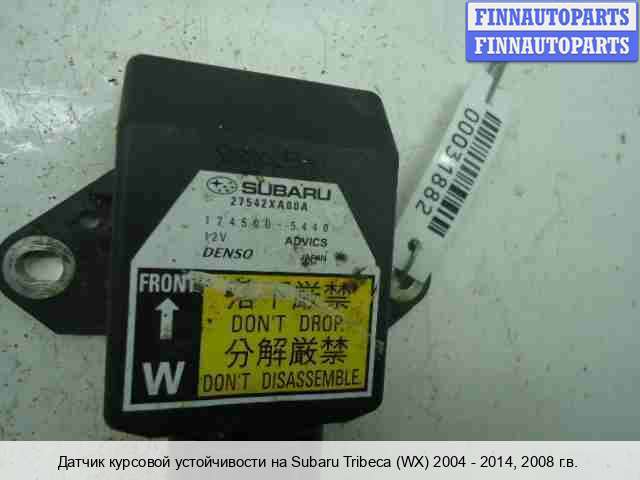 FINNAUTOPARTS
FINNAUTOPARTS
00031882
SUBARU
27542XA00A
174500-5440
12V ADVICS
DENSO JAPAN
FRONT
W
落下厳禁
DON'T DROP.
分解厳禁
DON'T DISASSEMBLE.
Датчик курсовой устойчивости на Subaru Tribeca (WX) 2004 - 2014, 2008 г.в.